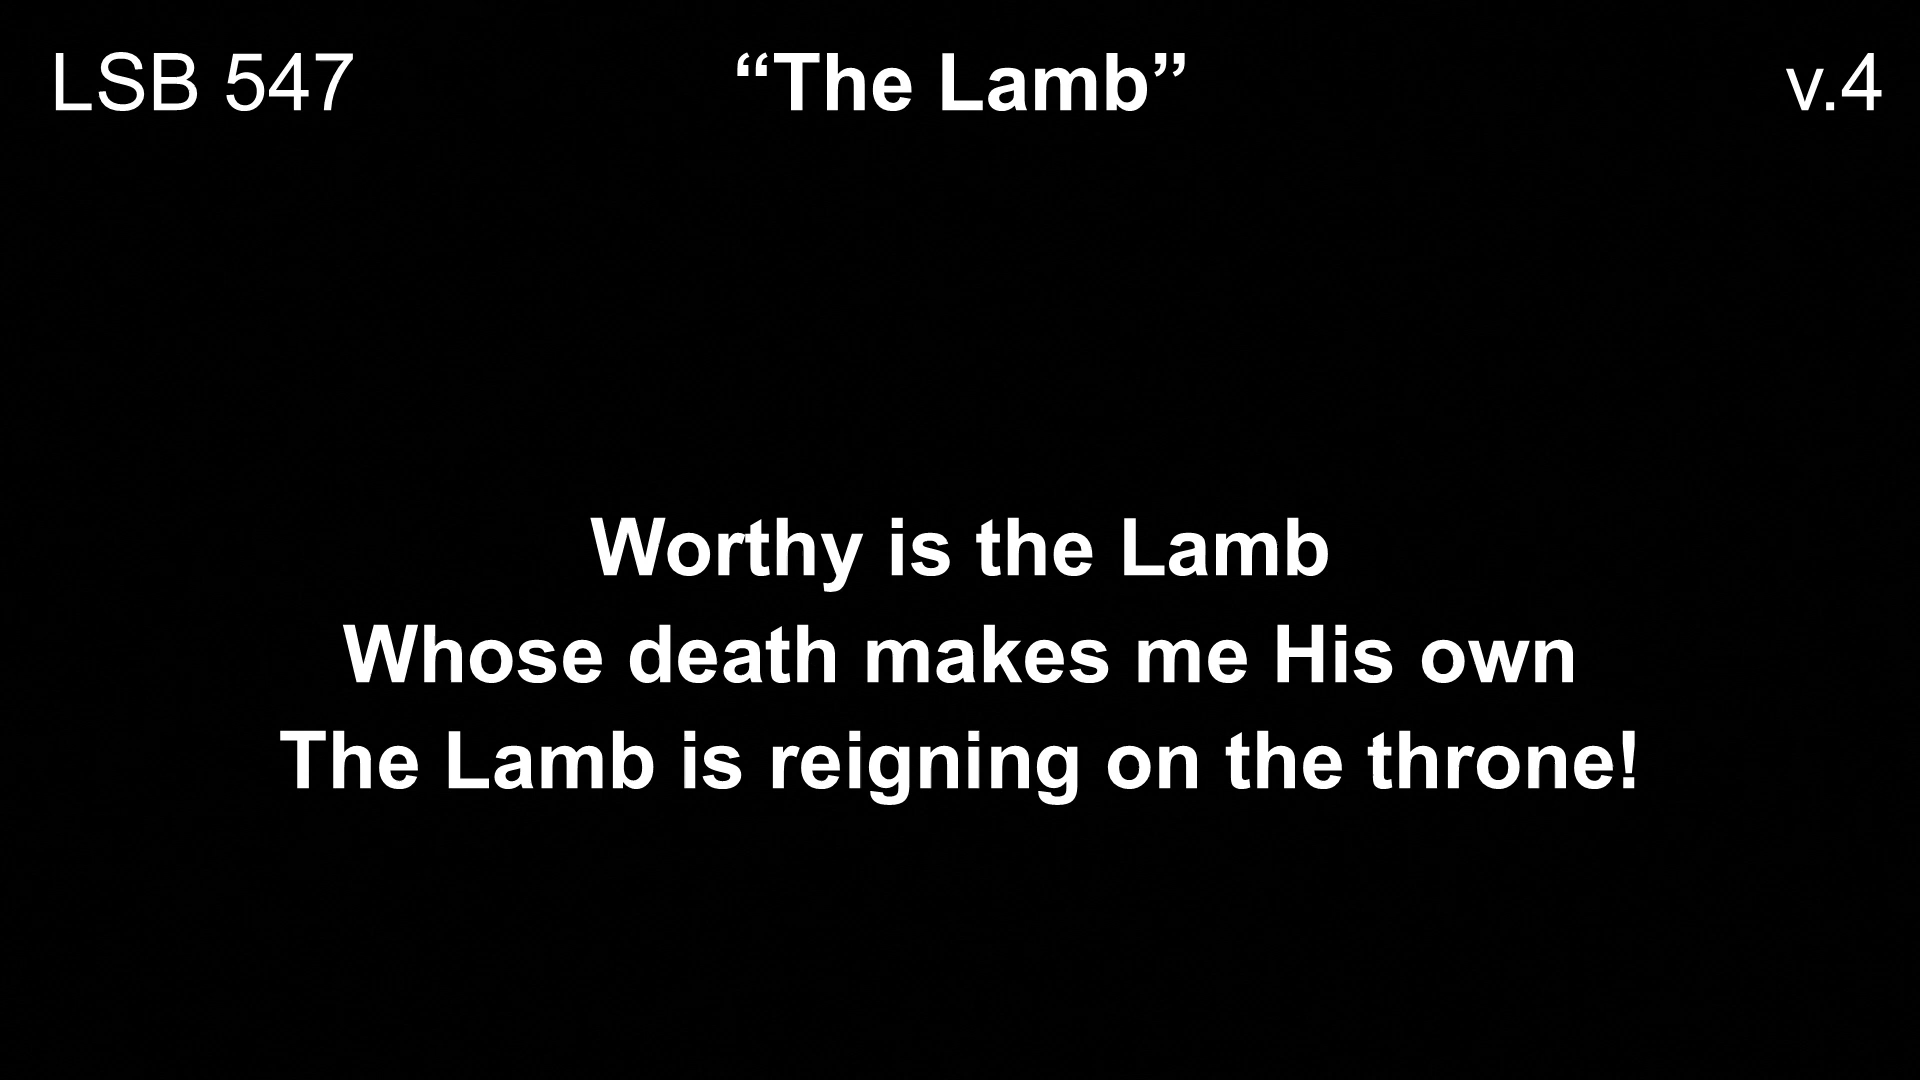 LSB 547 “The Lamb” v.4
Worthy is the Lamb
Whose death makes me His own
The Lamb is reigning on the throne!